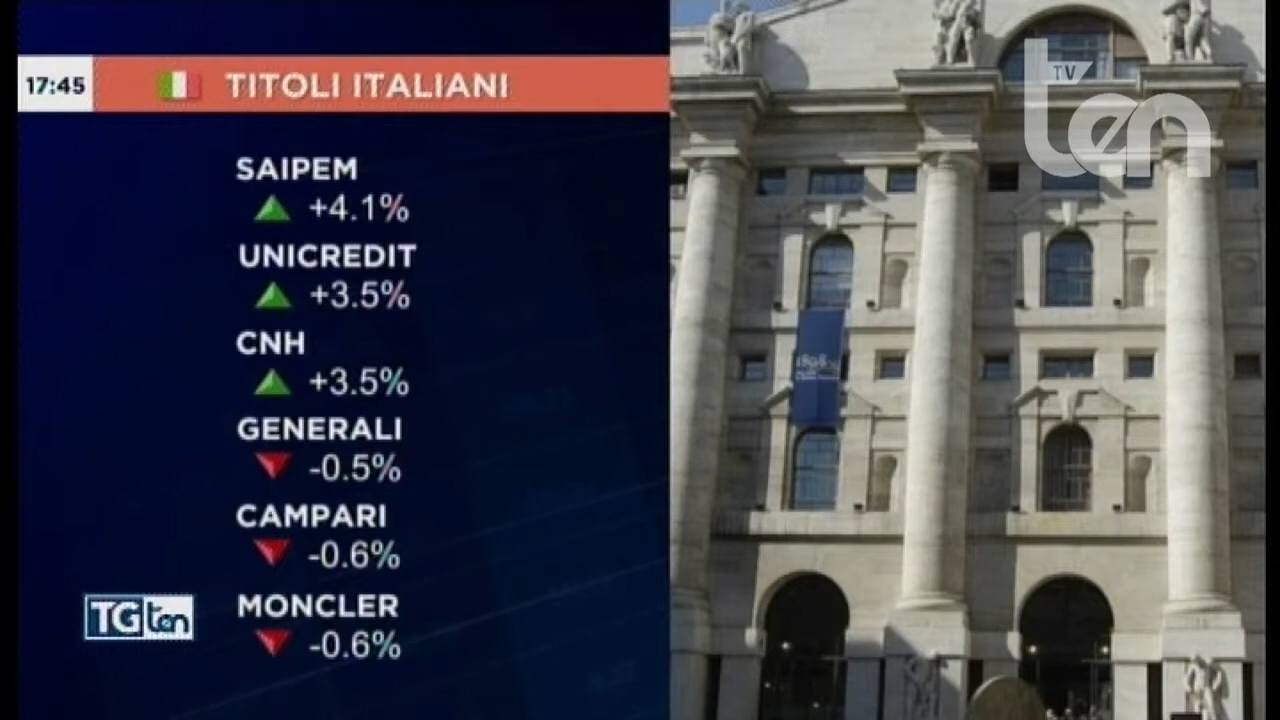 17:45
TITOLI ITALIANI
SAIPEM
+4.1%
UNICREDIT
+3.5%
CNH
+3.5%
GENERALI
-0.5%
CAMPARI
-0.6%
MONCLER
-0.6%
TG ten
TV
ten